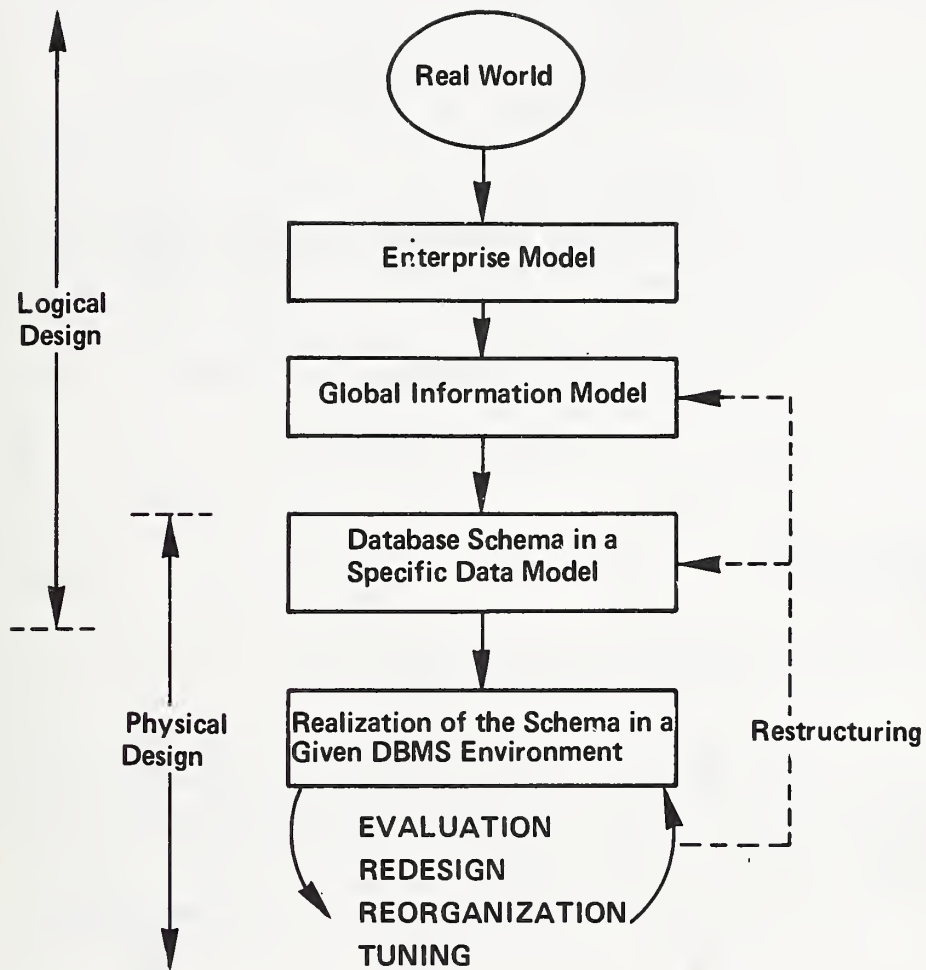 Real World
Enterprise Model
Logical
Design
Global Information Model
Database Schema in a
Specific Data Model
Physical
Design
Realization of the Schema in a
Given DBMS Environment
Restructuring
EVALUATION
REDESIGN
REORGANIZATION
TUNING